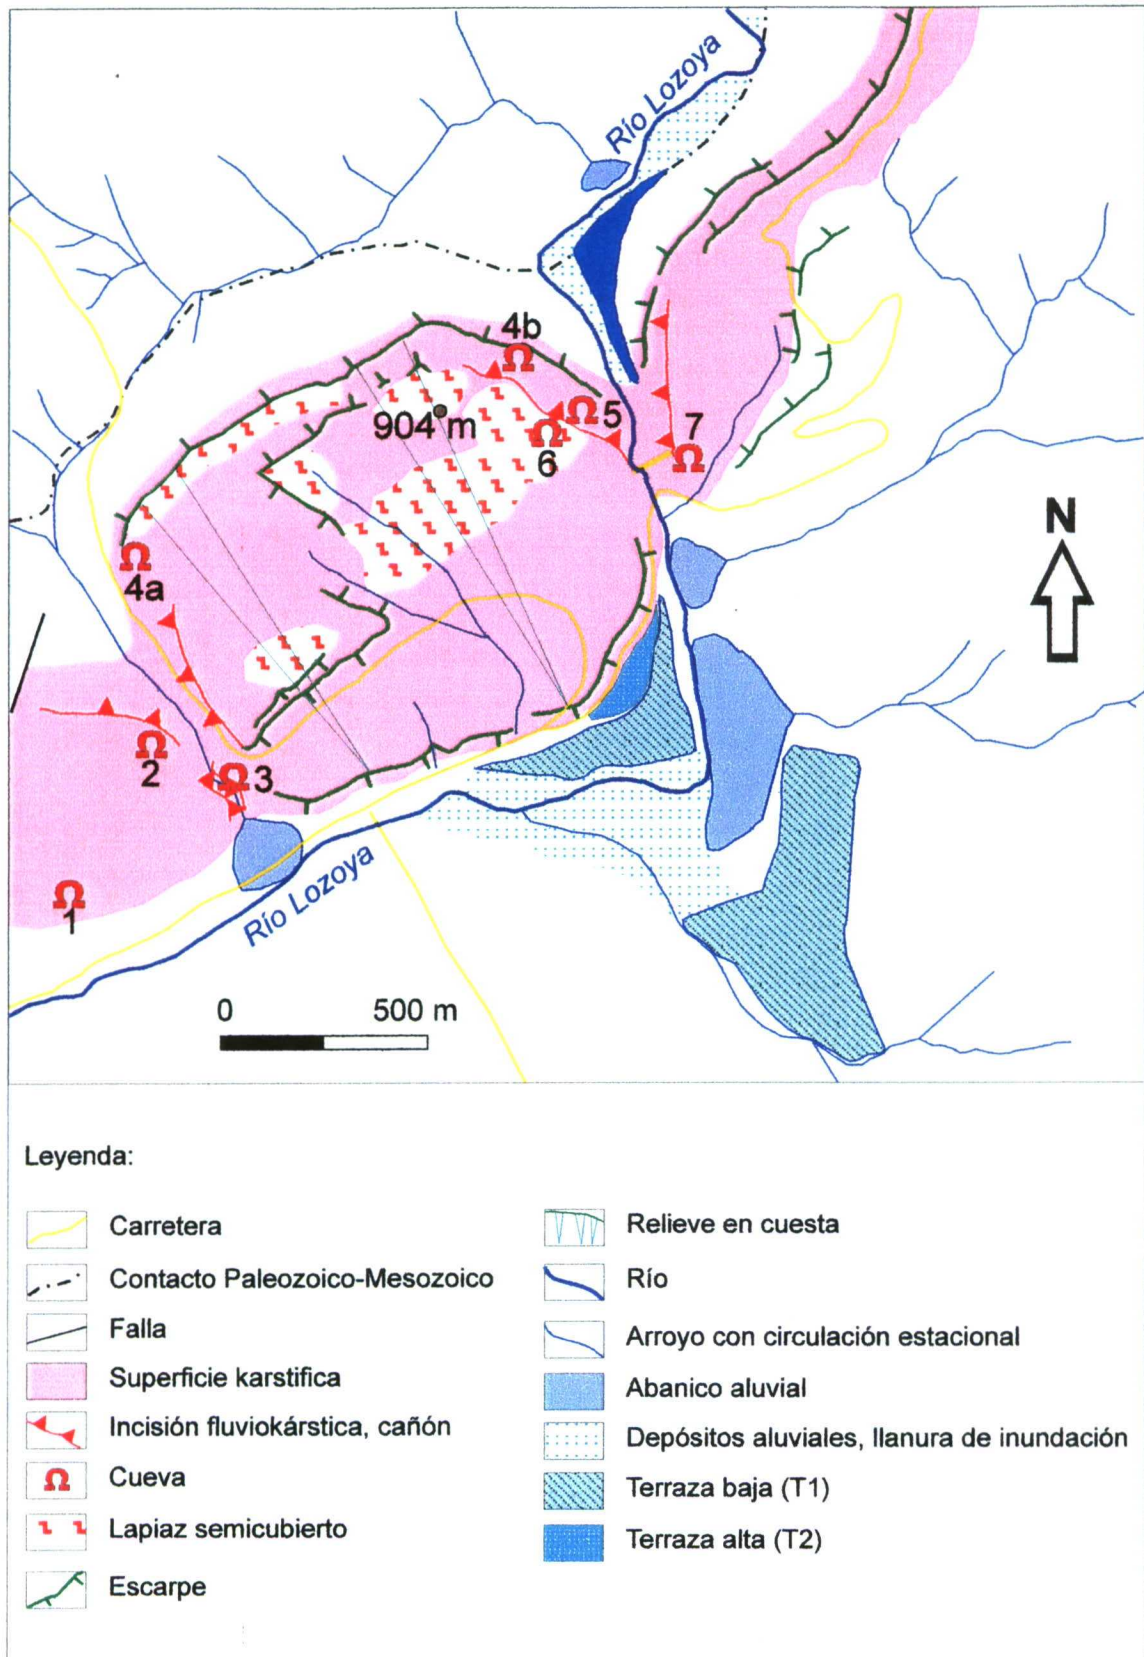 Río Lozoya
4b
904 m
5
6
7
N
4a
2
3
1
Río Lozoya
0 500 m
Leyenda:
Carretera
Contacto Paleozoico-Mesozoico
Falla
Superficie karstifica
Incisión fluviokárstica, cañón
Cueva
Lapiaz semicubierto
Escarpe
Relieve en cuesta
Río
Arroyo con circulación estacional
Abanico aluvial
Depósitos aluviales, llanura de inundación
Terraza baja (T1)
Terraza alta (T2)